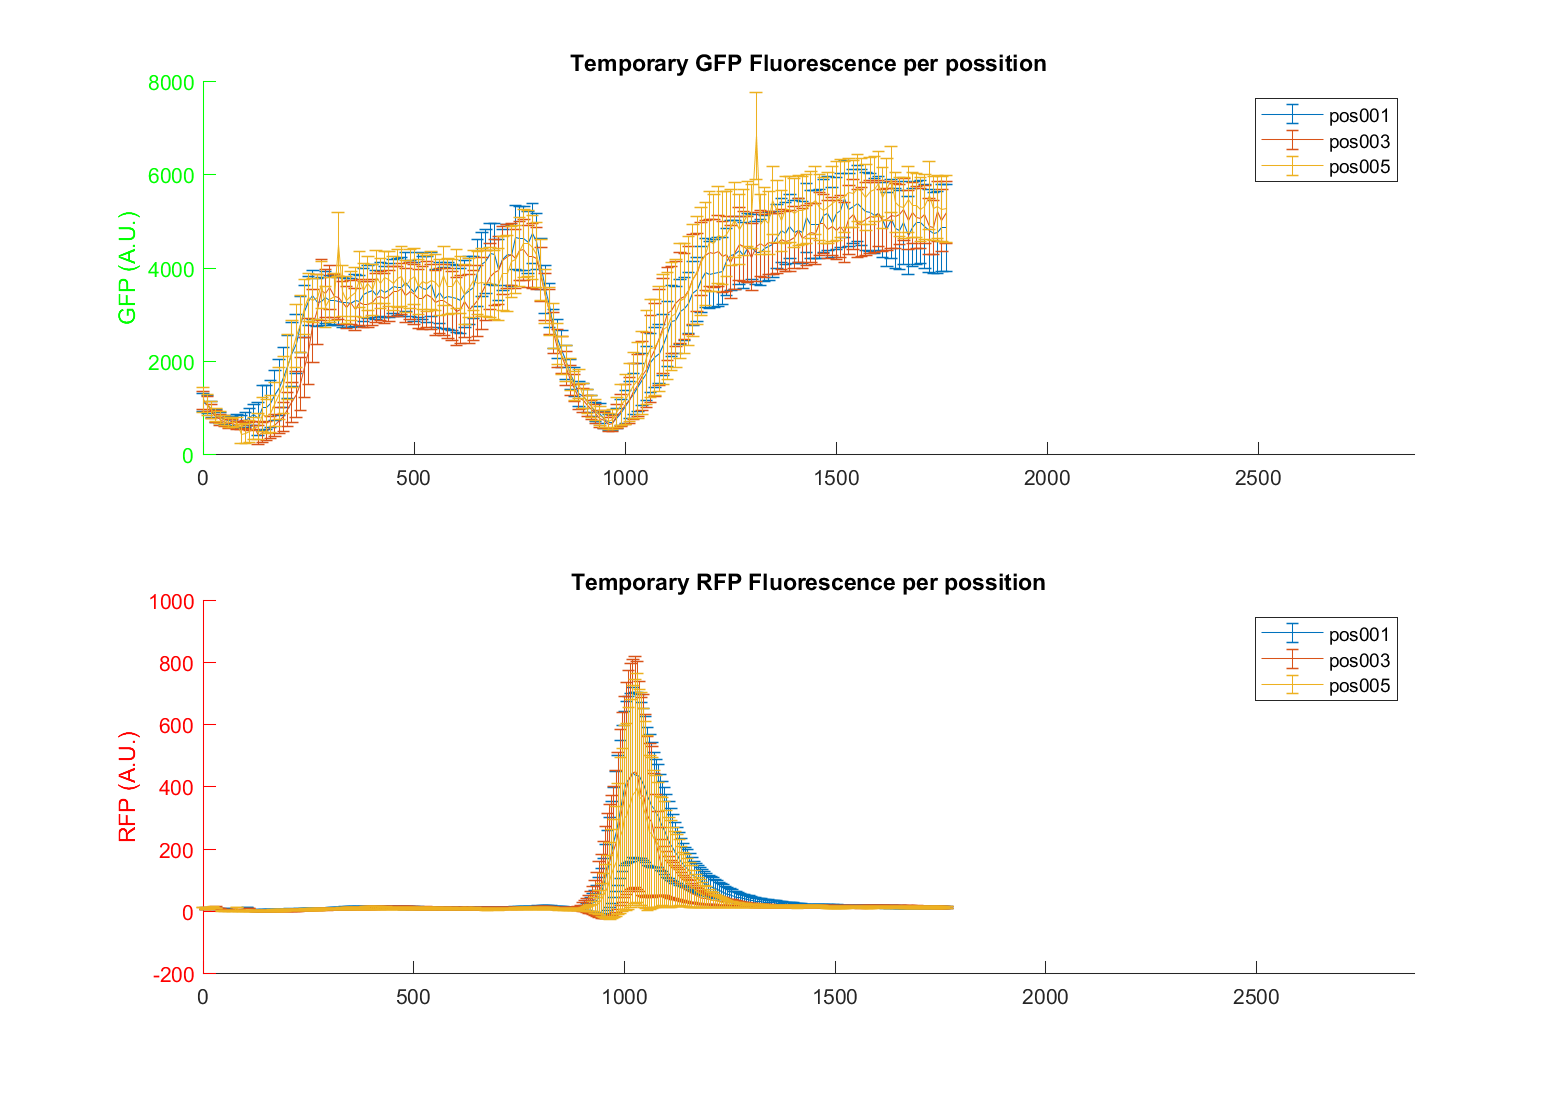 Temporary GFP Fluorescence per possition
8000
6000
4000
2000
0
GFP (A.U.)
0 500 1000 1500 2000 2500
pos001
pos003
pos005
Temporary RFP Fluorescence per possition
1000
800
600
400
200
0
-200
RFP (A.U.)
0 500 1000 1500 2000 2500
pos001
pos003
pos005